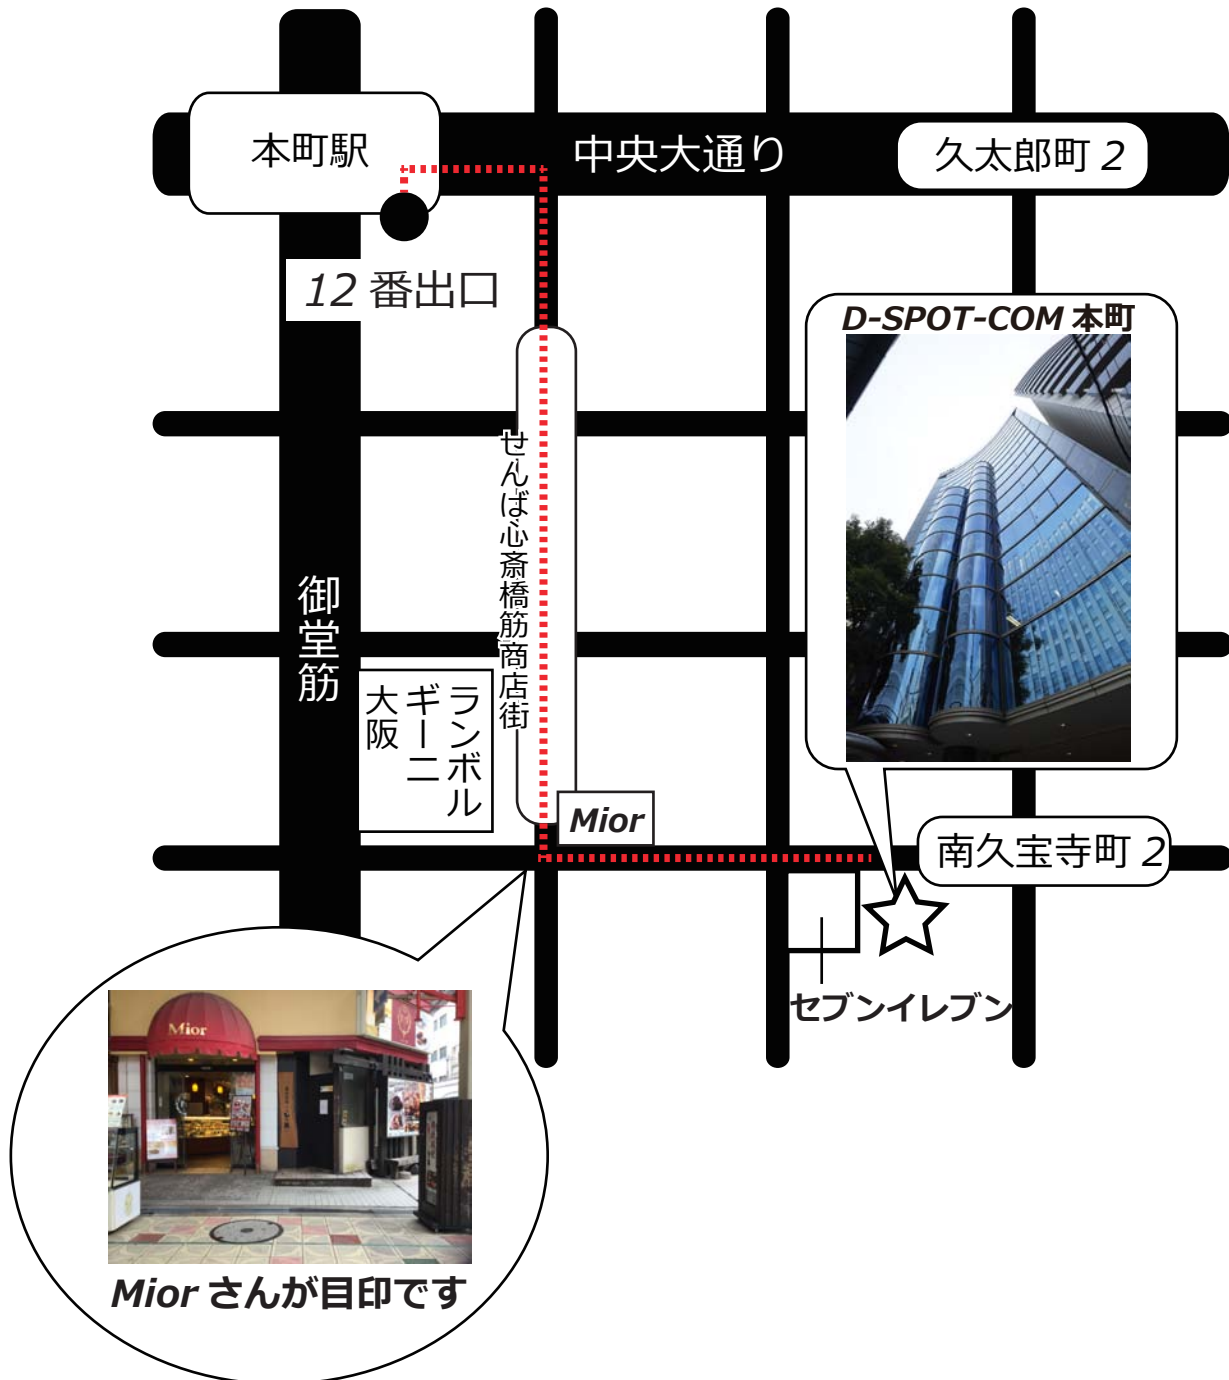 本町駅
中央大通り
久太郎町 2
12 番出口
D-SPOT-COM 本町
せんば心斎橋筋商店街
御堂筋
ランボル
ギーニ
大阪
Mior
南久宝寺町 2
セブンイレブン
Mior
Mior さんが目印です